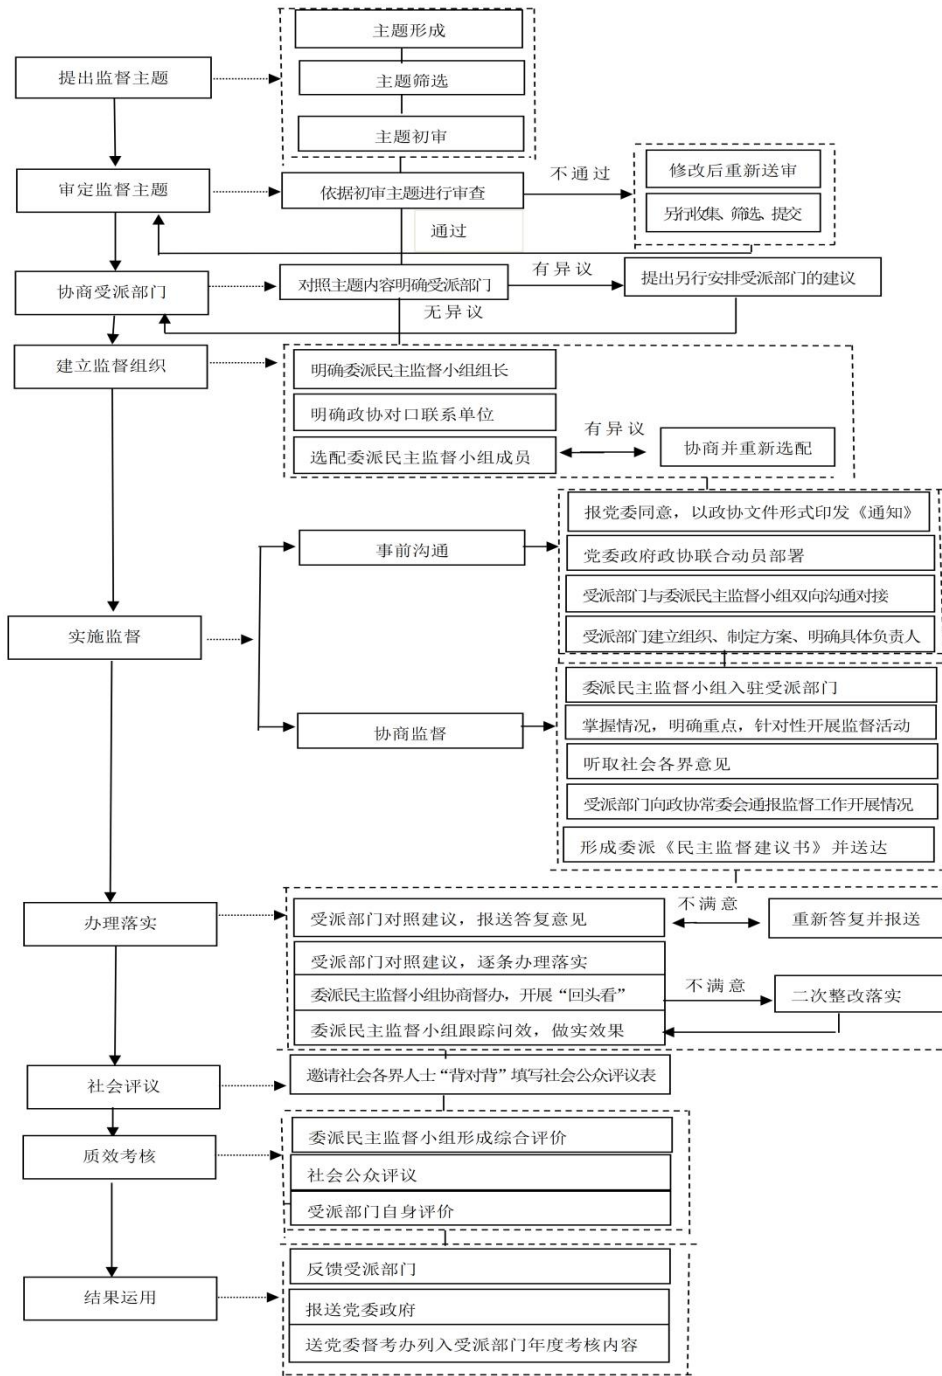 主题形成
提出监督主题
主题筛选
主题初审
不通过
修改后重新送审
审定监督主题
依据初审主题进行审查
另行收集、筛选、提交
通过
有异议
协商受派部门
对照主题内容明确受派部门
提出另行安排受派部门的建议
无异议
建立监督组织
明确委派民主监督小组组长
明确政协对口联系单位
有异议
选配委派民主监督小组成员
协商并重新选配
报党委同意，以政协文件形式印发《通知》
事前沟通
党委政府政协联合动员部署
受派部门与委派民主监督小组双向沟通对接
实施监督
受派部门建立组织、制定方案、明确具体负责人
委派民主监督小组入驻受派部门
协商监督
掌握情况，明确重点，针对性开展监督活动
听取社会各界意见
受派部门向政协常委会通报监督工作开展情况
形成委派《民主监督建议书》并送达
不满意
办理落实
受派部门对照建议，报送答复意见
重新答复并报送
受派部门对照建议，逐条办理落实
不满意
委派民主监督小组协商督办，开展“回头看”
二次整改落实
委派民主监督小组跟踪问效，做实效果
社会评议
邀请社会各界人士“背对背”填写社会公众评议表
委派民主监督小组形成综合评价
质效考核
社会公众评议
受派部门自身评价
反馈受派部门
结果运用
报送党委政府
送党委督考办列入受派部门年度考核内容